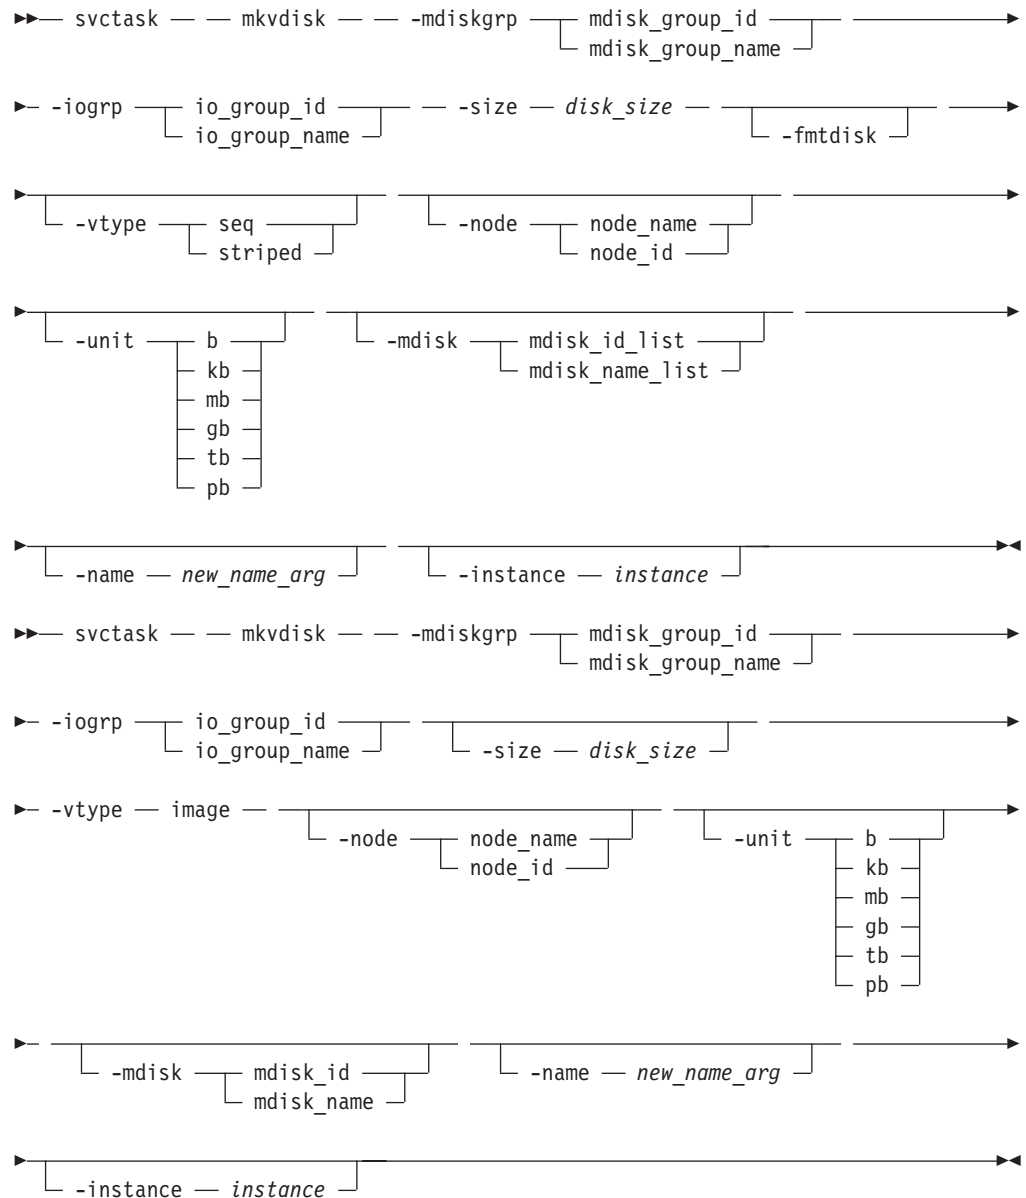 svctask mkvdisk -mdiskgrp mdisk_group_id
mdisk_group_name
-iogrp io_group_id -size disk_size
io_group_name -fmtdisk
-vtype seq -node node_name
striped node_id
-unit b -mdisk mdisk_id_list
kb mdisk_name_list
mb
gb
tb
pb
-name new_name_arg -instance instance
svctask mkvdisk -mdiskgrp mdisk_group_id
mdisk_group_name
-iogrp io_group_id
io_group_name -size disk_size
-vtype image
-node node_name -unit b
node_id kb
mb
gb
tb
pb
-mdisk mdisk_id -name new_name_arg
mdisk_name
-instance instance